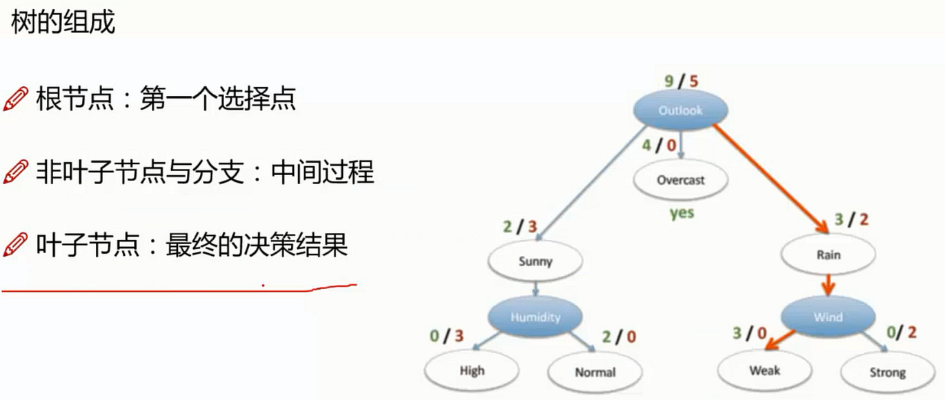 树的组成
根节点：第一个选择点
非叶子节点与分支：中间过程
叶子节点：最终的决策结果
9 / 5
Outlook
4 / 0
Overcast
yes
2 / 3
Sunny
3 / 2
Rain
Humidity
Wind
0 / 3
2 / 0
3 / 0
0 / 2
High
Normal
Weak
Strong